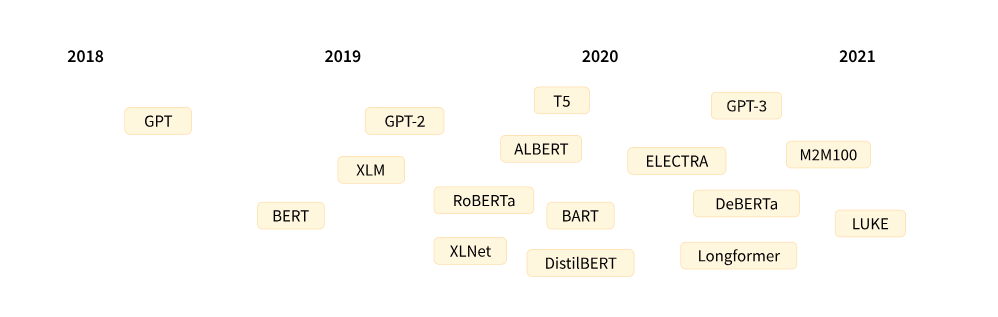 2018
2019
2020
2021
T5
GPT-3
GPT
GPT-2
ALBERT
M2M100
ELECTRA
XLM
RoBERTa
DeBERTa
BERT
BART
LUKE
XLNet
Longformer
DistilBERT